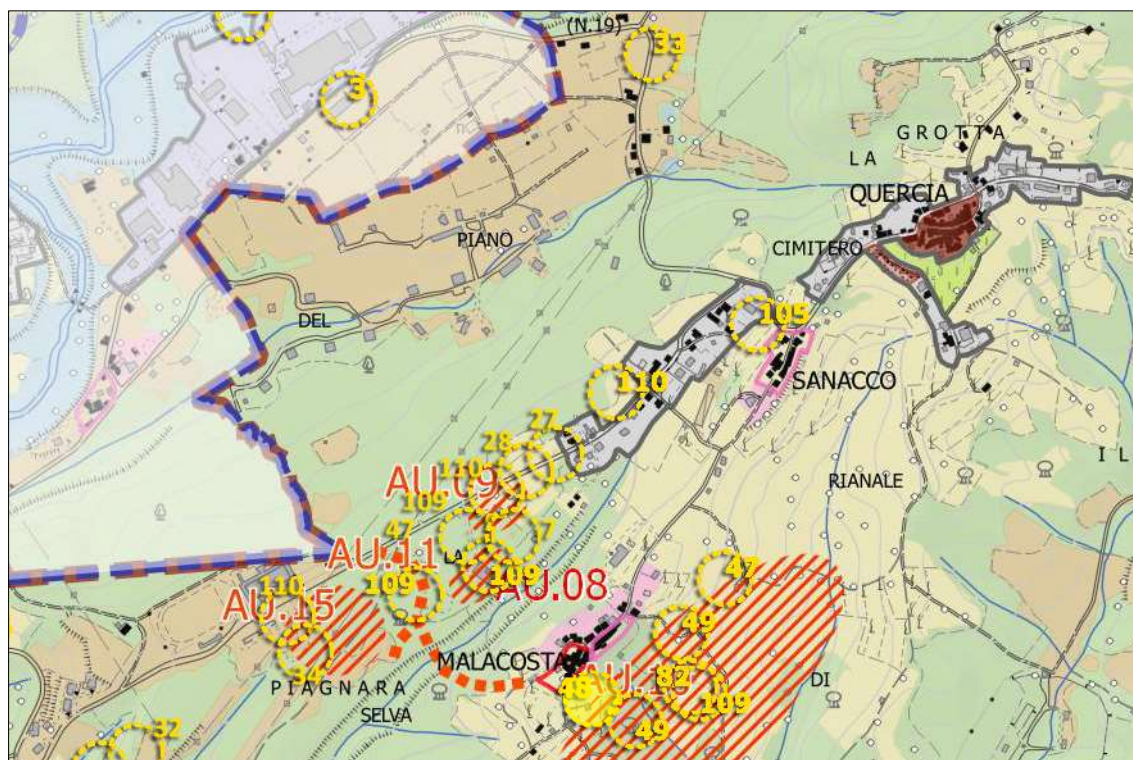 (N.19)
33
3
GROTTA
LA
QUERCIA
PIANO
CIMITERO
DEL
105
SANACCO
110
IL
27
28
RIANALE
110
AU.09
109
47
7
LA
AU.11
109
47
110
109
AU.08
AU.15
49
34
MALACOSTA
82
DI
PIAGNARA
48
109
SELVA
49
32